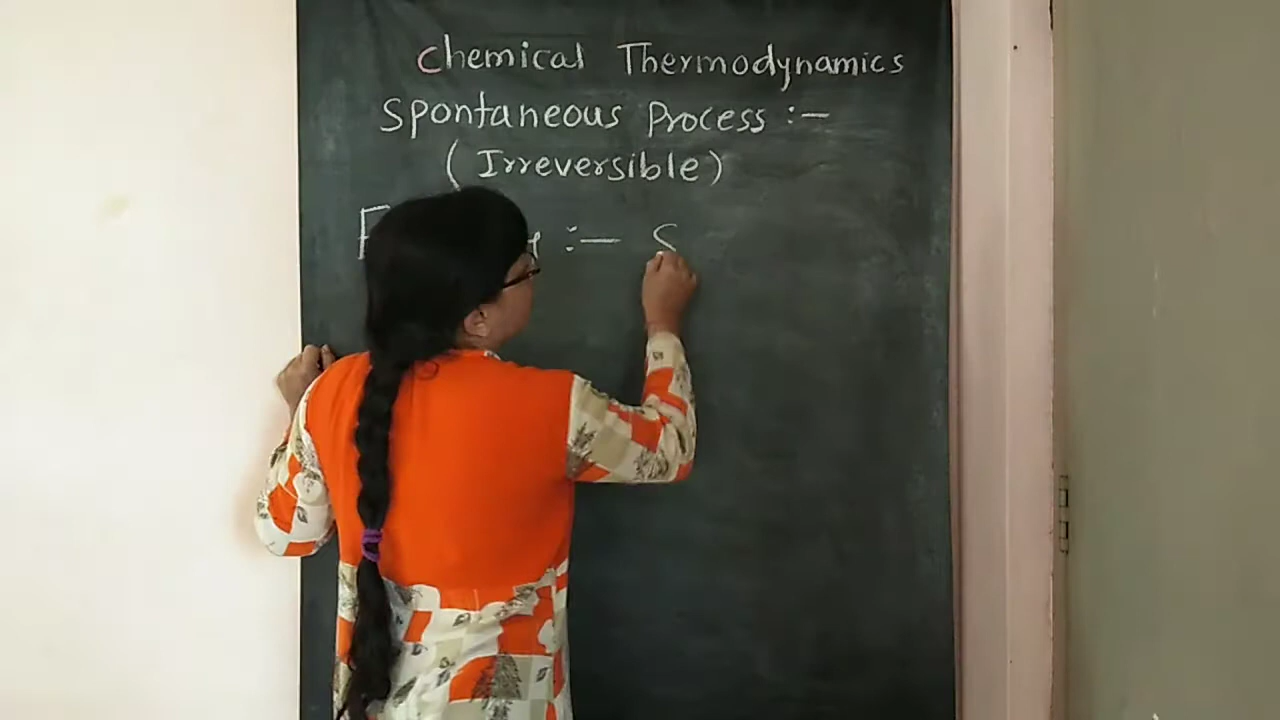 Chemical Thermodynamics
Spontaneous Process :-
(Irreversible)
:- S